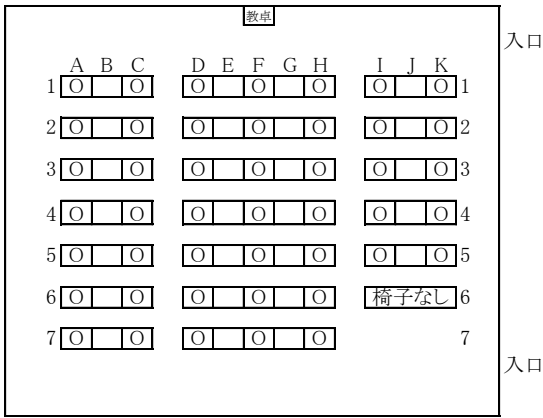 教卓
入口
A B C D E F G H I J K
1 O O O O O O O 1
2 O O O O O O O 2
3 O O O O O O O 3
4 O O O O O O O 4
5 O O O O O O O 5
6 O O O O O 椅子なし 6
7 O O O O O 7
入口